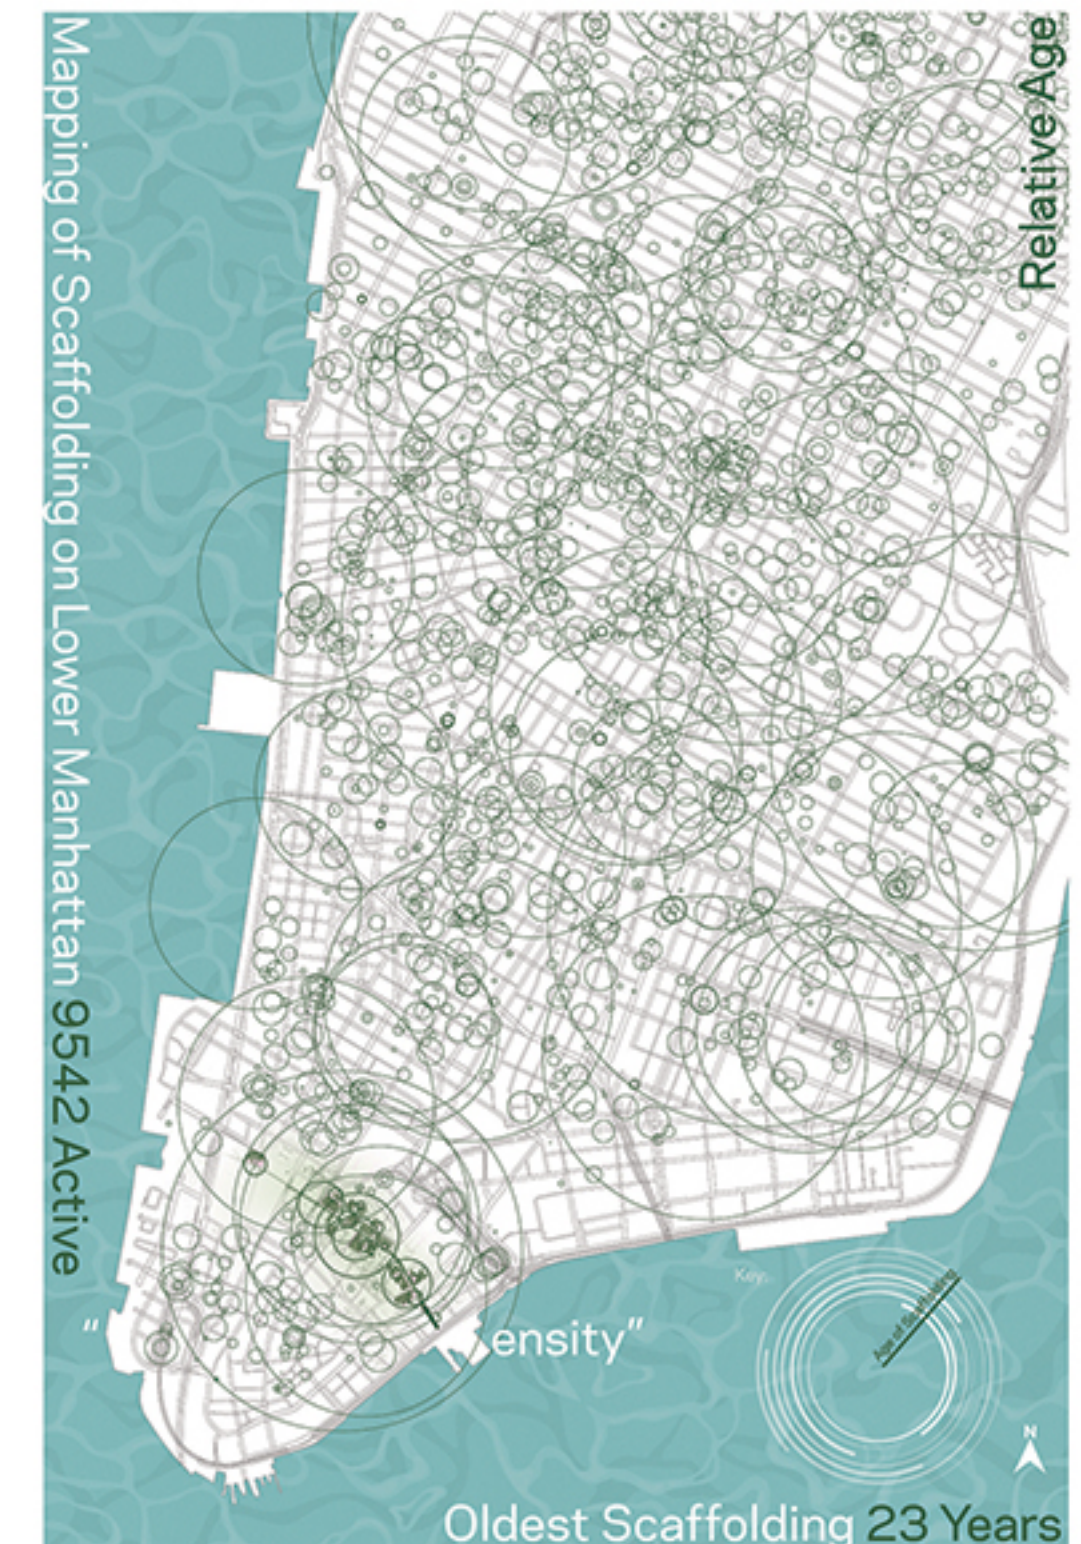 Mapping of Scaffolding on Lower Manhattan 9542 Active
Relative Age
“
ensity”
Key:
Age of Scaffolding
N
Oldest Scaffolding 23 Years